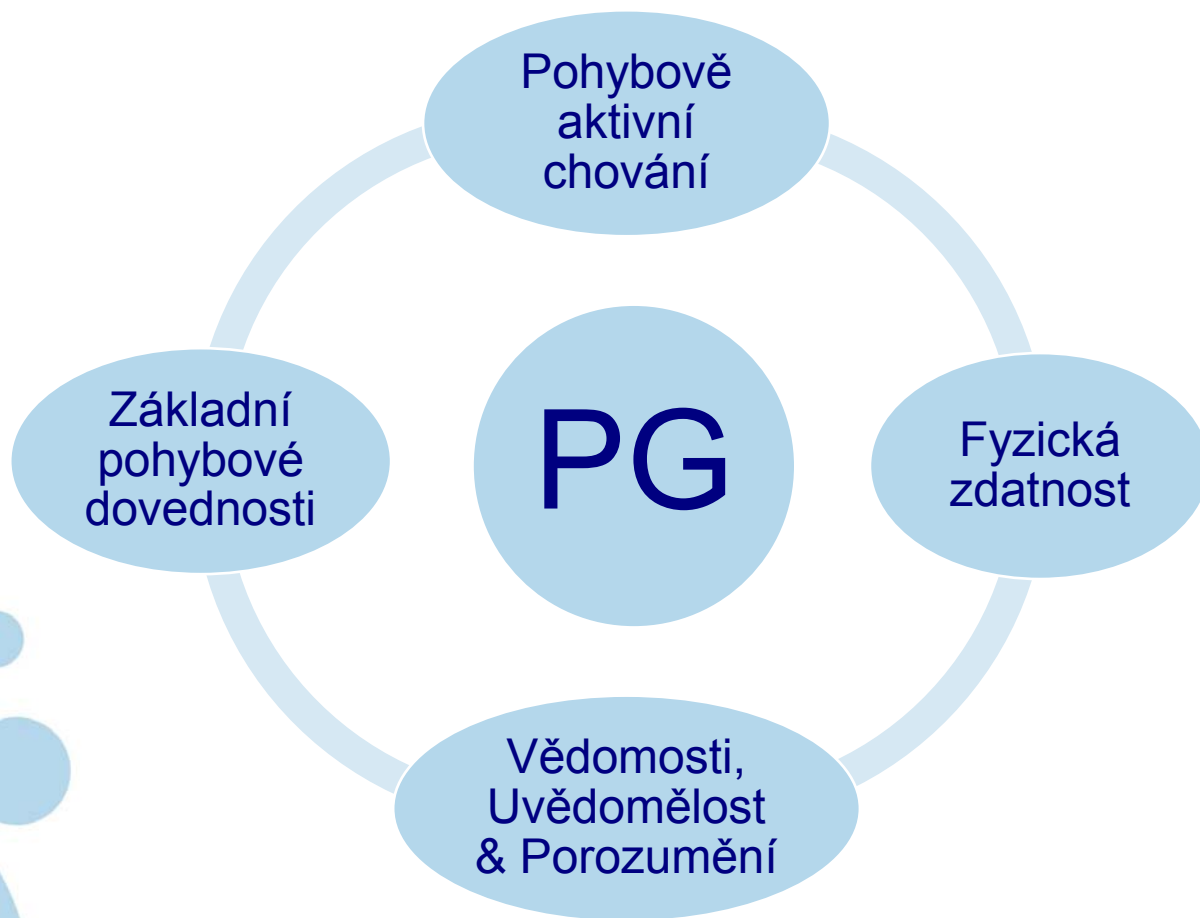 Pohybově
aktivní
chování
Základní
pohybové
dovednosti
PG
Fyzická
zdatnost
Vědomosti,
Uvědomělost
& Porozumění